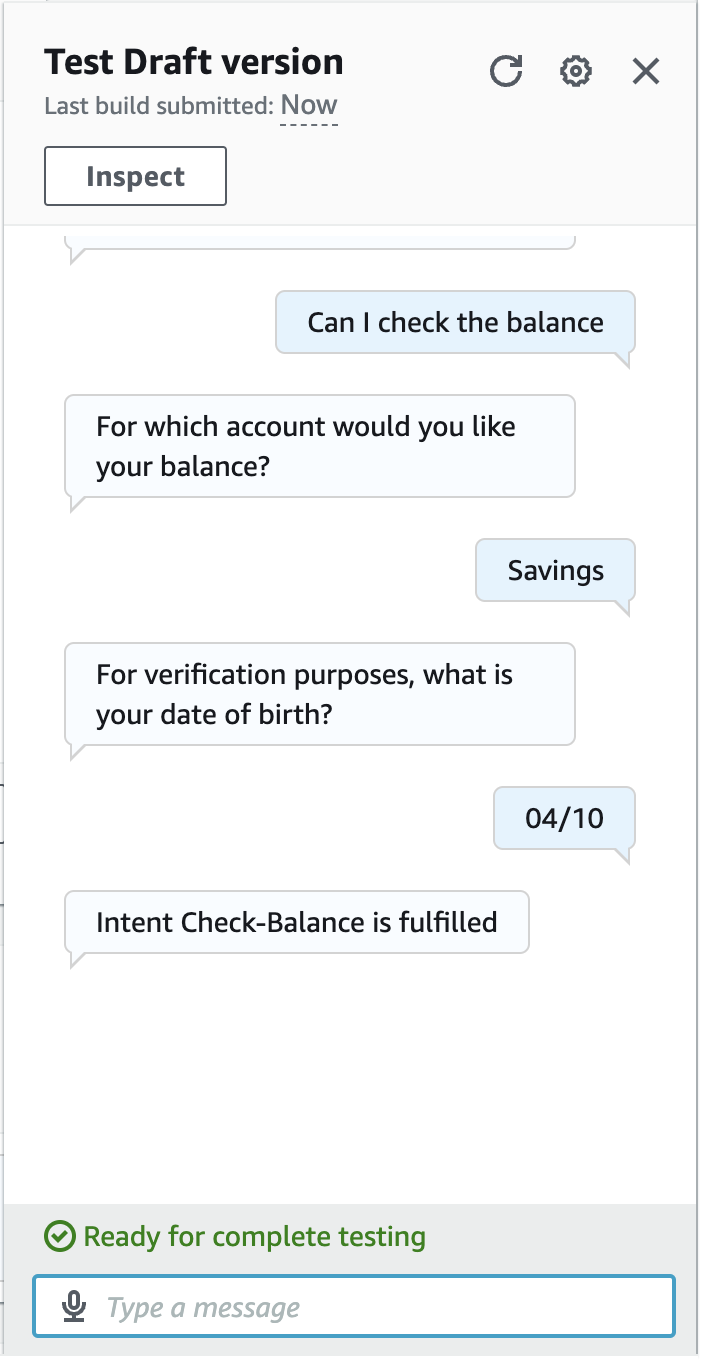 Test Draft version
Last build submitted: Now
Inspect
Can I check the balance
For which account would you like
your balance?
Savings
For verification purposes, what is
your date of birth?
04/10
Intent Check-Balance is fulfilled
Ready for complete testing
Type a message